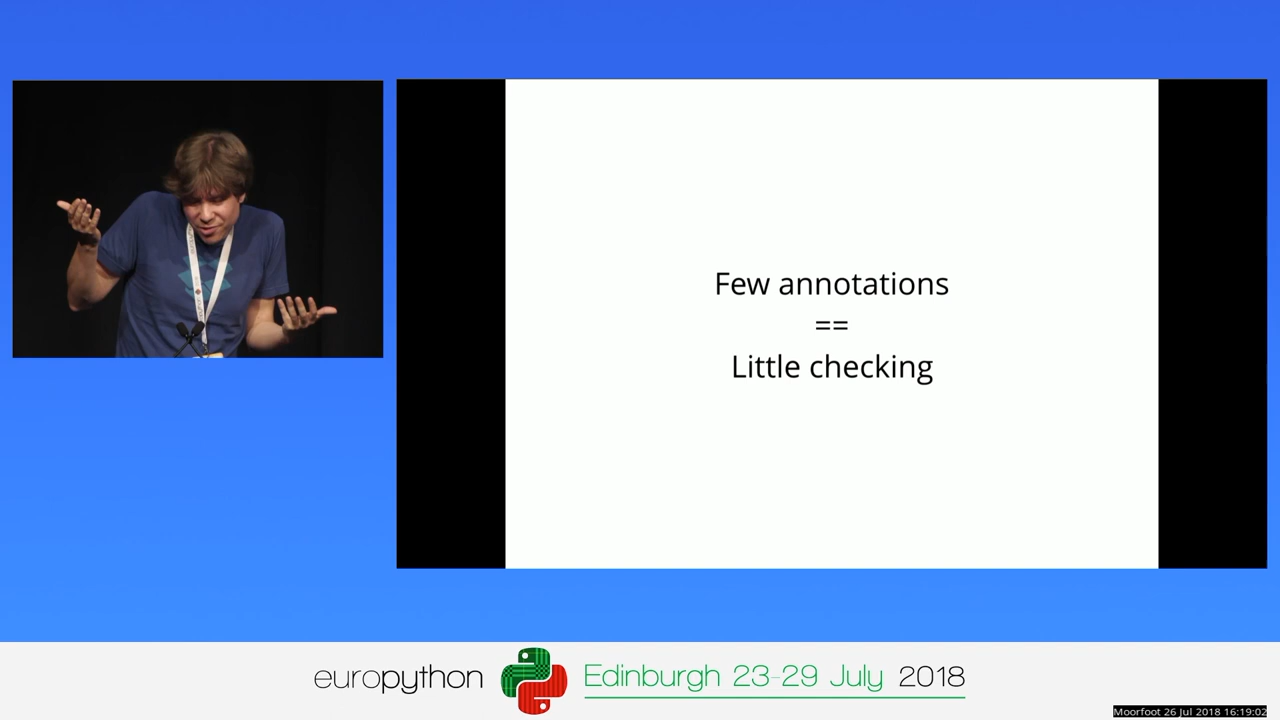 Few annotations
==
Little checking
europython
Edinburgh 23-29 July 2018
Moorfoot 26 Jul 2018 16:19:02